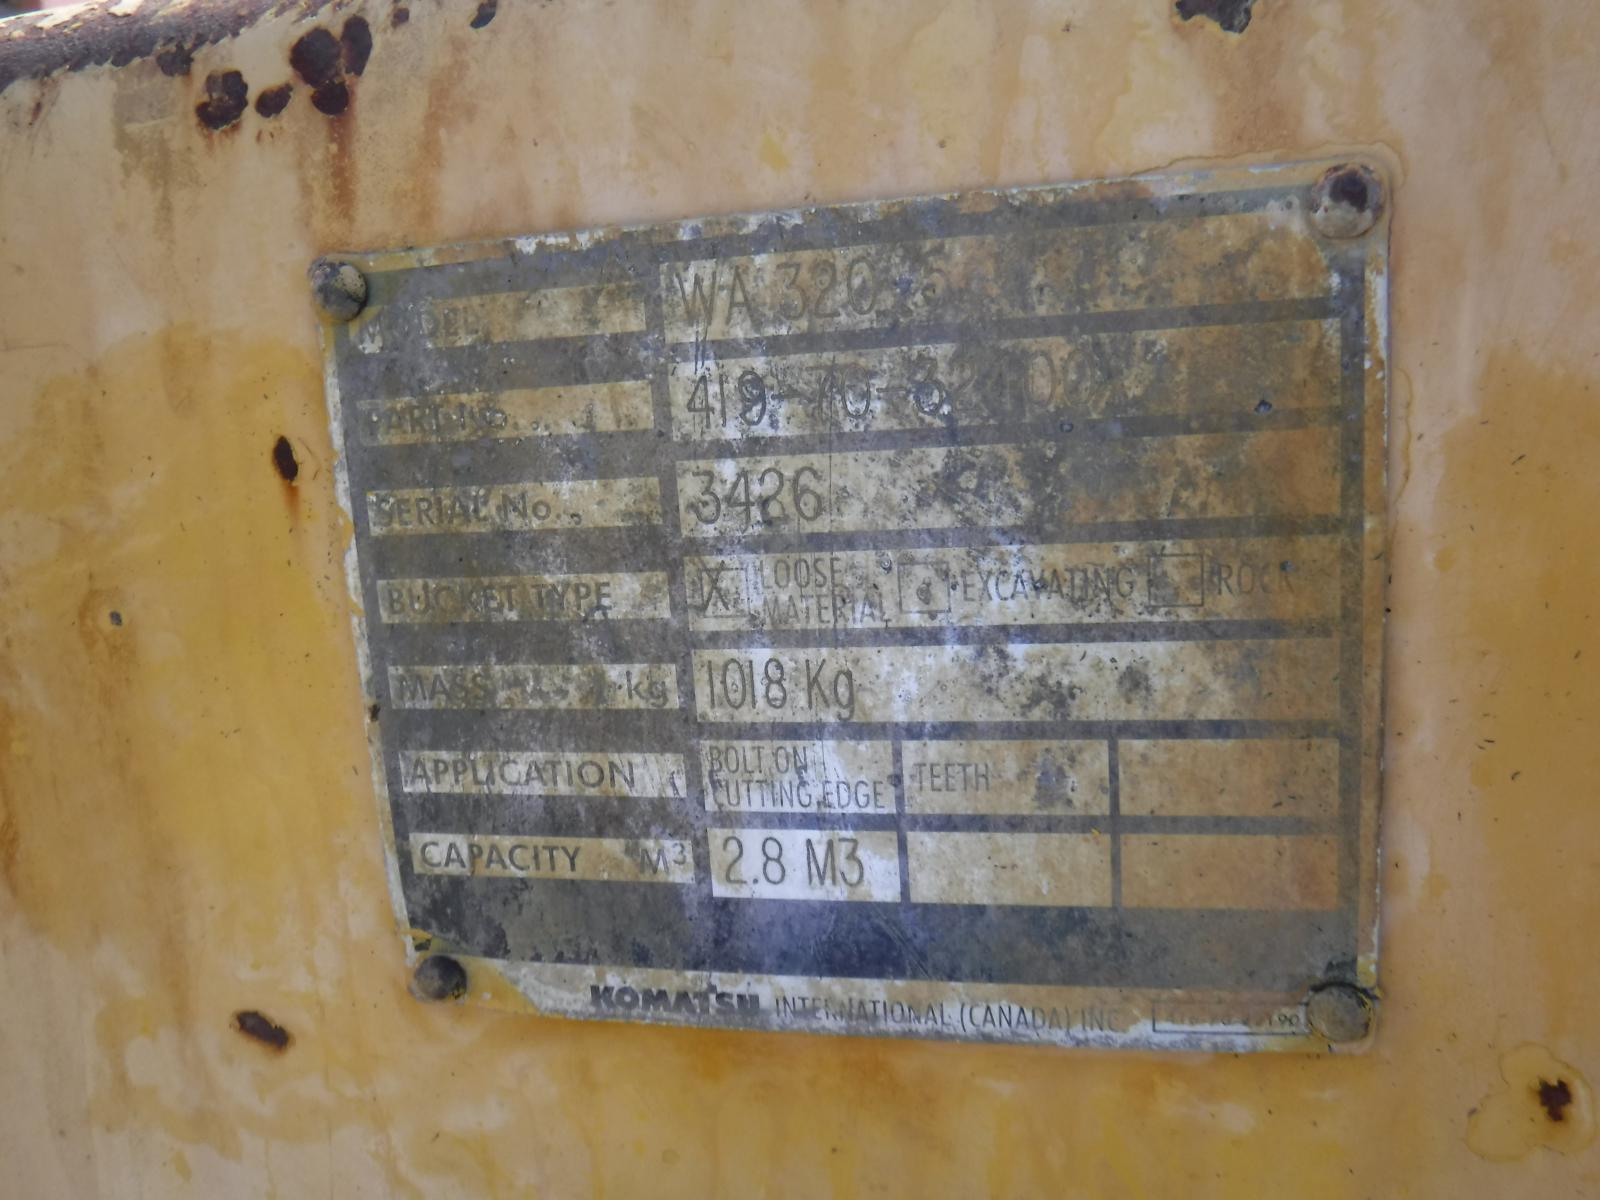 MODEL WA 320-5
PART No. 419-70-
SERIAL No. 3426
BUCKET TYPE X LOOSE MATERIAL EXCAVATING ROCK
MASS kg 1018 Kg
APPLICATION BOLT ON CUTTING EDGE TEETH
CAPACITY M3 2.8 M3
KOMATSU INTERNATIONAL (CANADA) INC